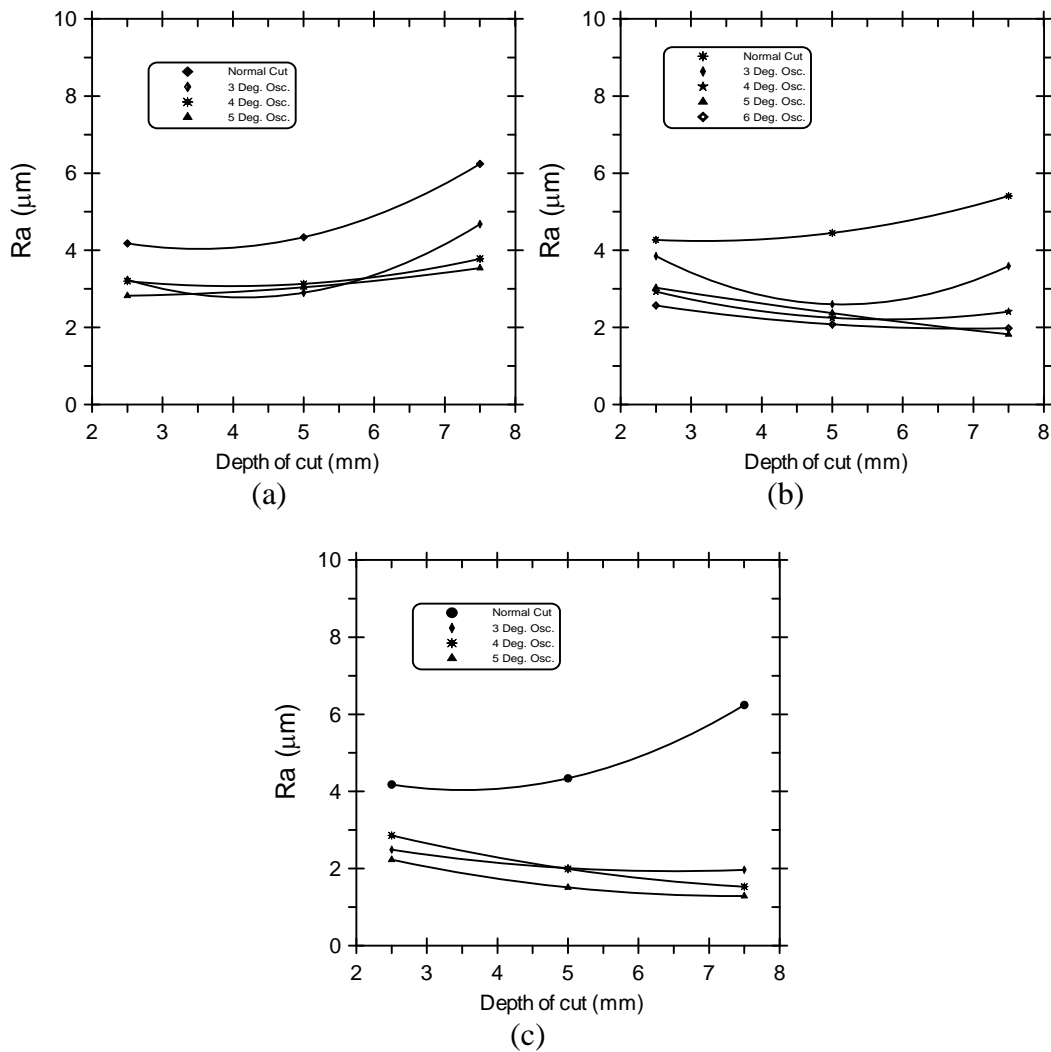 10
8
6
4
2
0
Ra (μm)
Normal Cut
3 Deg. Osc.
4 Deg. Osc.
5 Deg. Osc.
2 3 4 5 6 7 8
Depth of cut (mm)
(a)
10
8
6
4
2
0
Ra (μm)
Normal Cut
3 Deg. Osc.
4 Deg. Osc.
5 Deg. Osc.
6 Deg. Osc.
2 3 4 5 6 7 8
Depth of cut (mm)
(b)
10
8
6
4
2
0
Ra (μm)
Normal Cut
3 Deg. Osc.
4 Deg. Osc.
5 Deg. Osc.
2 3 4 5 6 7 8
Depth of cut (mm)
(c)